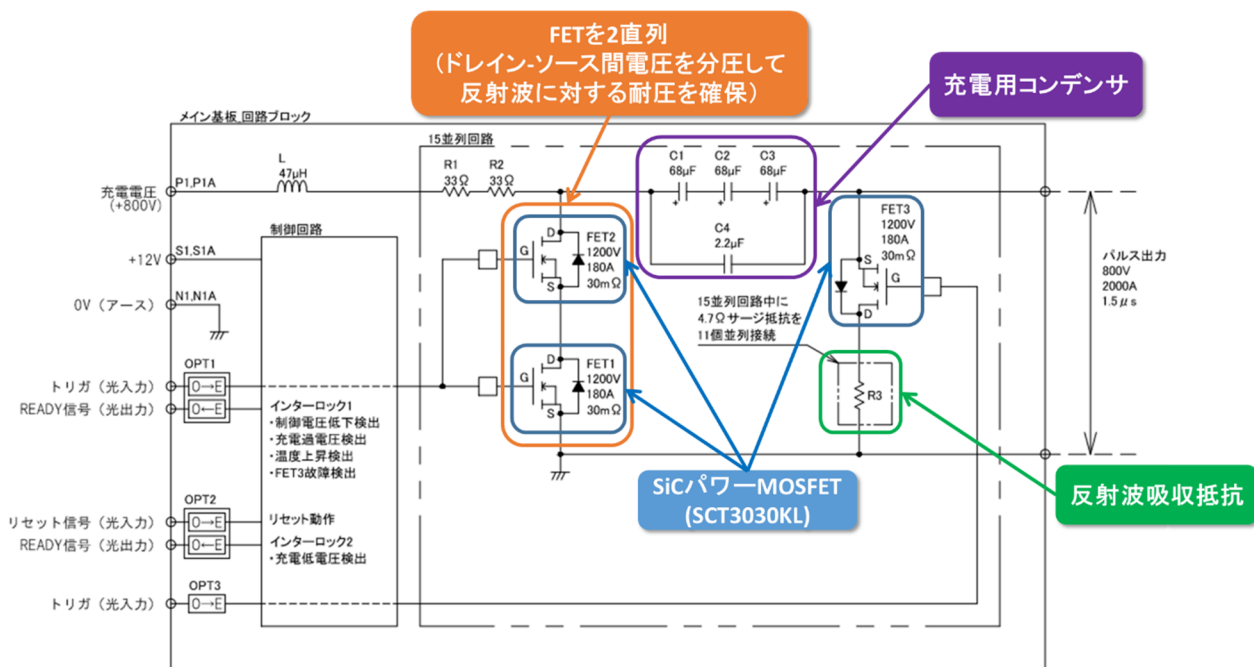 FETを2直列
(ドレイン-ソース間電圧を分圧して
反射波に対する耐圧を確保)
充電用コンデンサ
メイン基板_回路ブロック
15並列回路
L
47μH
P1,P1A
充電電圧
(+800V)
R1
33Ω
R2
33Ω
C1
68μF
C2
68μF
C3
68μF
+
+
+
C4
2.2μF
制御回路
+12V
S1,S1A
0V (アース)
N1,N1A
D
G
S
FET2
1200V
180A
30mΩ
FET3
1200V
180A
30mΩ
S
G
D
パルス出力
800V
2000A
1.5μs
15並列回路中に
4.7Ωサージ抵抗を
11個並列接続
D
G
S
FET1
1200V
180A
30mΩ
R3
OPT1
トリガ (光入力)
O→E
READY信号 (光出力)
O←E
インターロック1
・制御電圧低下検出
・充電過電圧検出
・温度上昇検出
・FET3故障検出
SiCパワーMOSFET
(SCT3030KL)
反射波吸収抵抗
OPT2
リセット信号 (光入力)
O→E
リセット動作
READY信号 (光出力)
O←E
インターロック2
・充電低電圧検出
OPT3
トリガ (光入力)
O→E